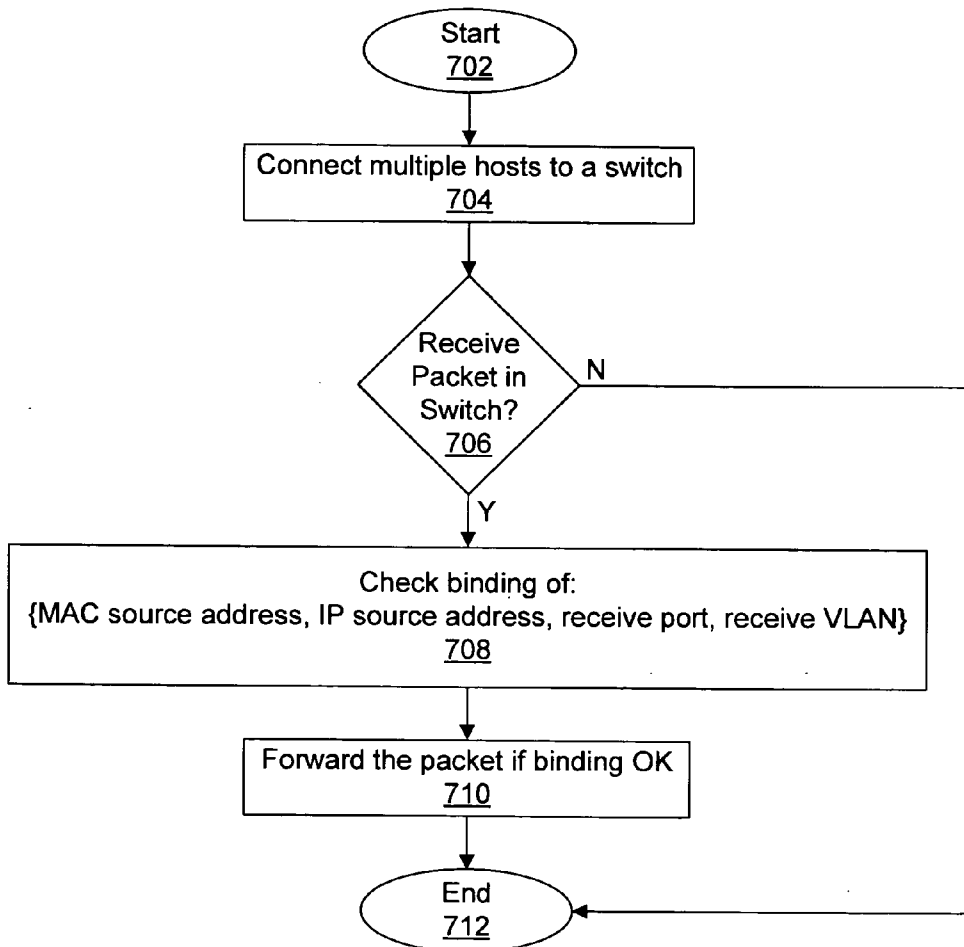 Start
702
Connect multiple hosts to a switch
704
Receive
Packet in
Switch?
706
N
Y
Check binding of:
{MAC source address, IP source address, receive port, receive VLAN}
708
Forward the packet if binding OK
710
End
712